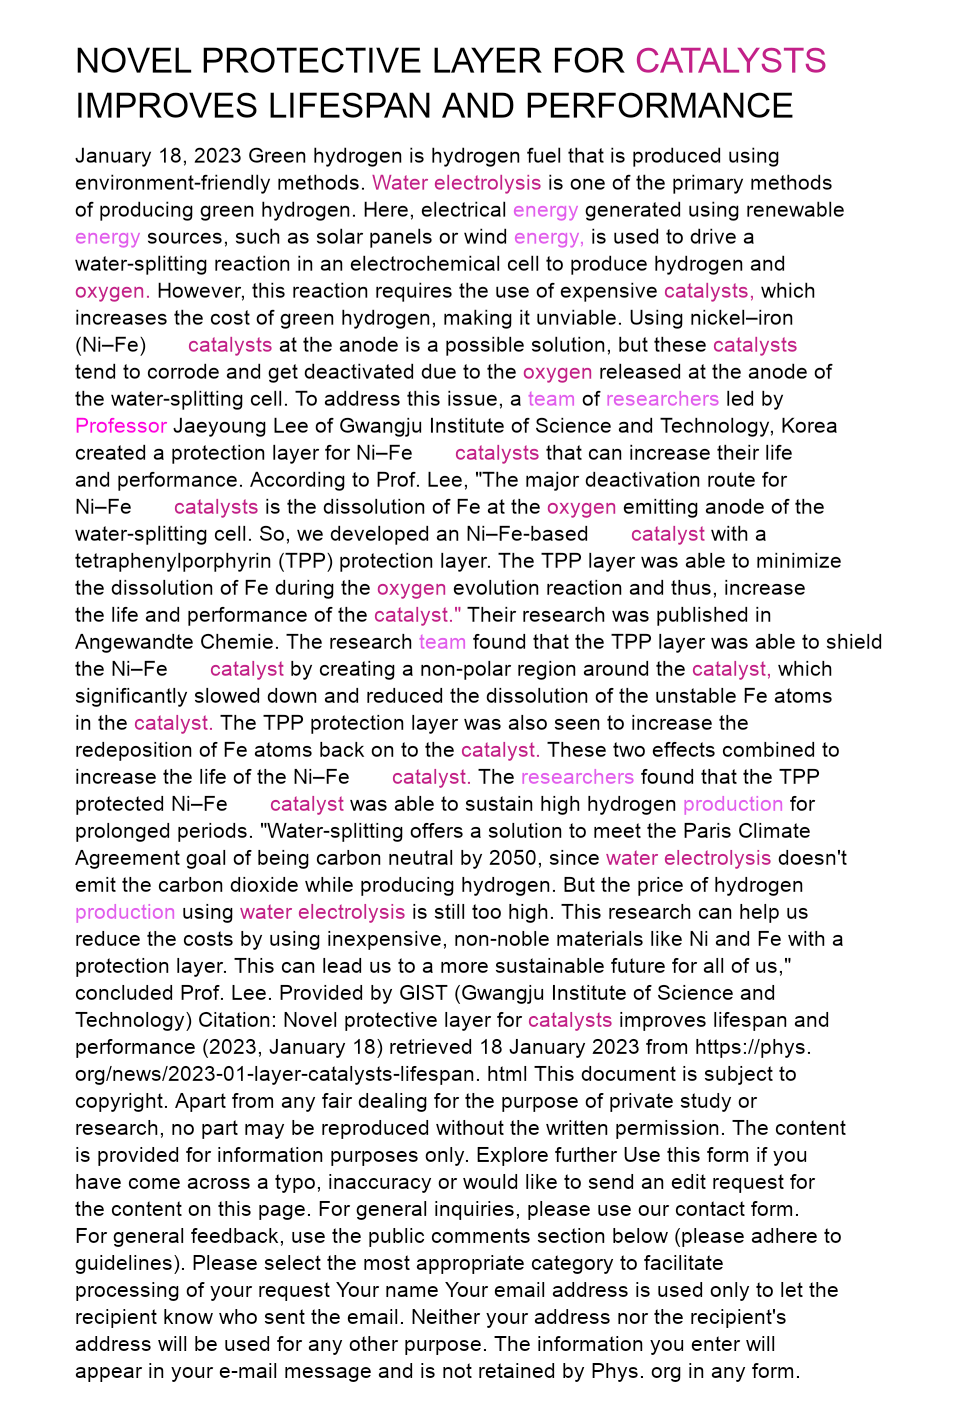 NOVEL PROTECTIVE LAYER FOR CATALYSTS
IMPROVES LIFESPAN AND PERFORMANCE
January 18, 2023 Green hydrogen is hydrogen fuel that is produced using
environment-friendly methods. Water electrolysis is one of the primary methods
of producing green hydrogen. Here, electrical energy generated using renewable
energy sources, such as solar panels or wind energy, is used to drive a
water-splitting reaction in an electrochemical cell to produce hydrogen and
oxygen. However, this reaction requires the use of expensive catalysts, which
increases the cost of green hydrogen, making it unviable. Using nickel–iron
(Ni–Fe) catalysts at the anode is a possible solution, but these catalysts
tend to corrode and get deactivated due to the oxygen released at the anode of
the water-splitting cell. To address this issue, a team of researchers led by
Professor Jaeyoung Lee of Gwangju Institute of Science and Technology, Korea
created a protection layer for Ni–Fe catalysts that can increase their life
and performance. According to Prof. Lee, "The major deactivation route for
Ni–Fe catalysts is the dissolution of Fe at the oxygen emitting anode of the
water-splitting cell. So, we developed an Ni–Fe-based catalyst with a
tetraphenylporphyrin (TPP) protection layer. The TPP layer was able to minimize
the dissolution of Fe during the oxygen evolution reaction and thus, increase
the life and performance of the catalyst." Their research was published in
Angewandte Chemie. The research team found that the TPP layer was able to shield
the Ni–Fe catalyst by creating a non-polar region around the catalyst, which
significantly slowed down and reduced the dissolution of the unstable Fe atoms
in the catalyst. The TPP protection layer was also seen to increase the
redeposition of Fe atoms back on to the catalyst. These two effects combined to
increase the life of the Ni–Fe catalyst. The researchers found that the TPP
protected Ni–Fe catalyst was able to sustain high hydrogen production for
prolonged periods. "Water-splitting offers a solution to meet the Paris Climate
Agreement goal of being carbon neutral by 2050, since water electrolysis doesn't
emit the carbon dioxide while producing hydrogen. But the price of hydrogen
production using water electrolysis is still too high. This research can help us
reduce the costs by using inexpensive, non-noble materials like Ni and Fe with a
protection layer. This can lead us to a more sustainable future for all of us,"
concluded Prof. Lee. Provided by GIST (Gwangju Institute of Science and
Technology) Citation: Novel protective layer for catalysts improves lifespan and
performance (2023, January 18) retrieved 18 January 2023 from https://phys.
org/news/2023-01-layer-catalysts-lifespan. html This document is subject to
copyright. Apart from any fair dealing for the purpose of private study or
research, no part may be reproduced without the written permission. The content
is provided for information purposes only. Explore further Use this form if you
have come across a typo, inaccuracy or would like to send an edit request for
the content on this page. For general inquiries, please use our contact form.
For general feedback, use the public comments section below (please adhere to
guidelines). Please select the most appropriate category to facilitate
processing of your request Your name Your email address is used only to let the
recipient know who sent the email. Neither your address nor the recipient's
address will be used for any other purpose. The information you enter will
appear in your e-mail message and is not retained by Phys. org in any form.